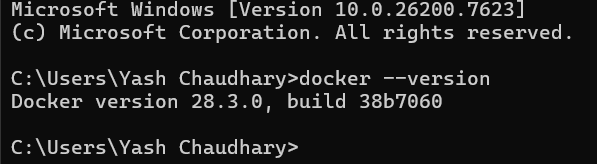 Microsoft Windows [Version 10.0.26200.7623]
(c) Microsoft Corporation. All rights reserved.
C:\Users\Yash Chaudhary>docker --version
Docker version 28.3.0, build 38b7060
C:\Users\Yash Chaudhary>